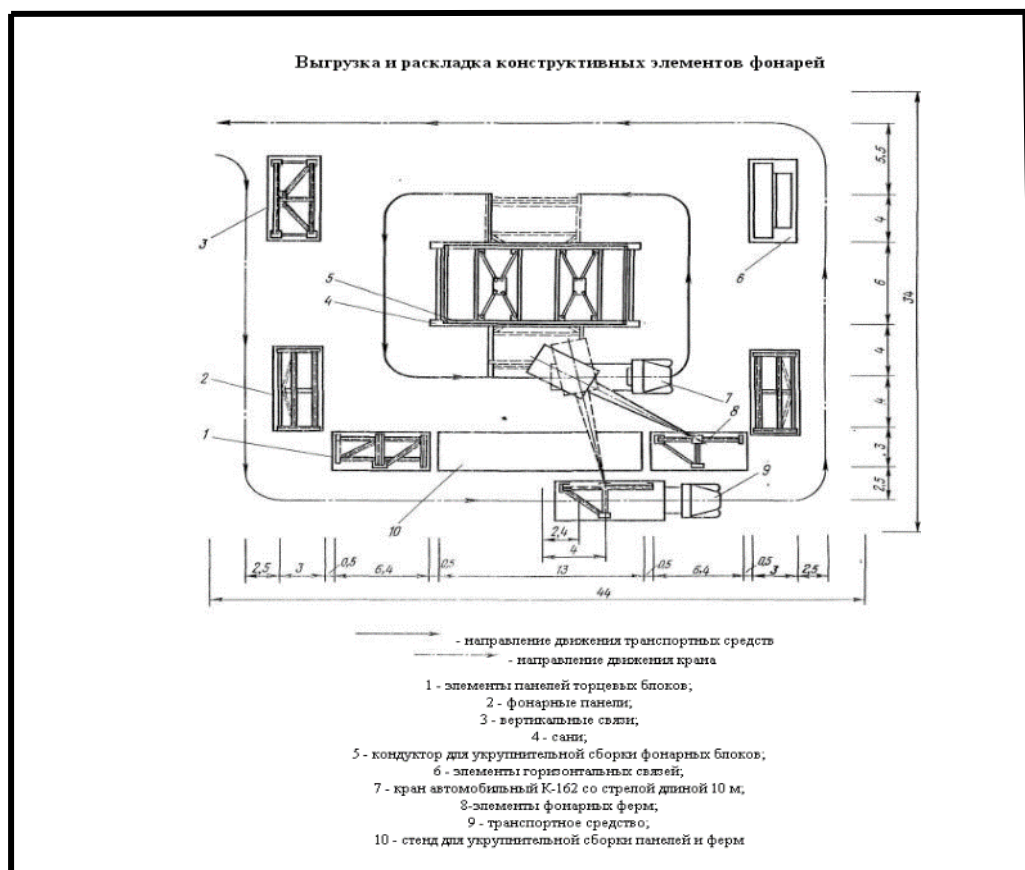 Выгрузка и раскладка конструктивных элементов фонарей
3
5
4
2
1
6
7
8
9
10
5,5
4
6
4
4
3
2,5
34
2,4
4
2,5
3
0,5
6,4
0,5
13
0,5
6,4
0,5
3
2,5
44
- направление движения транспортных средств
- направление движения крана
1 - элементы панелей торцевых блоков;
2 - фонарные панели;
3 - вертикальные связи;
4 - сани;
5 - кондуктор для укрупнительной сборки фонарных блоков;
6 - элементы горизонтальных связей;
7 - кран автомобильный К-162 со стрелой длиной 10 м;
8-элементы фонарных ферм;
9 - транспортное средство;
10 - стенд для укрупнительной сборки панелей и ферм